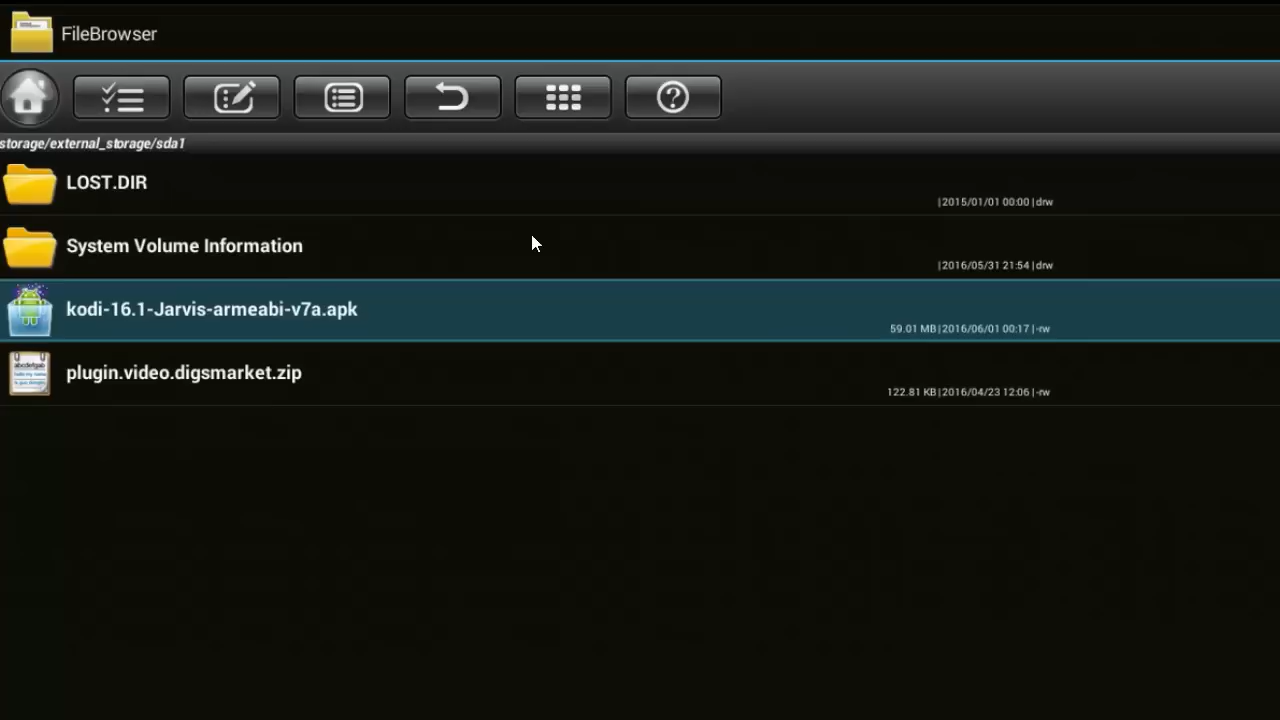 FileBrowser
storage/external_storage/sda1
LOST.DIR
| 2015/01/01 00:00 | drw
System Volume Information
| 2016/05/31 21:54 | drw
kodi-16.1-Jarvis-armeabi-v7a.apk
59.01 MB | 2016/06/01 00:17 | -rw
plugin.video.digsmarket.zip
122.81 KB | 2016/04/23 12:06 | -rw